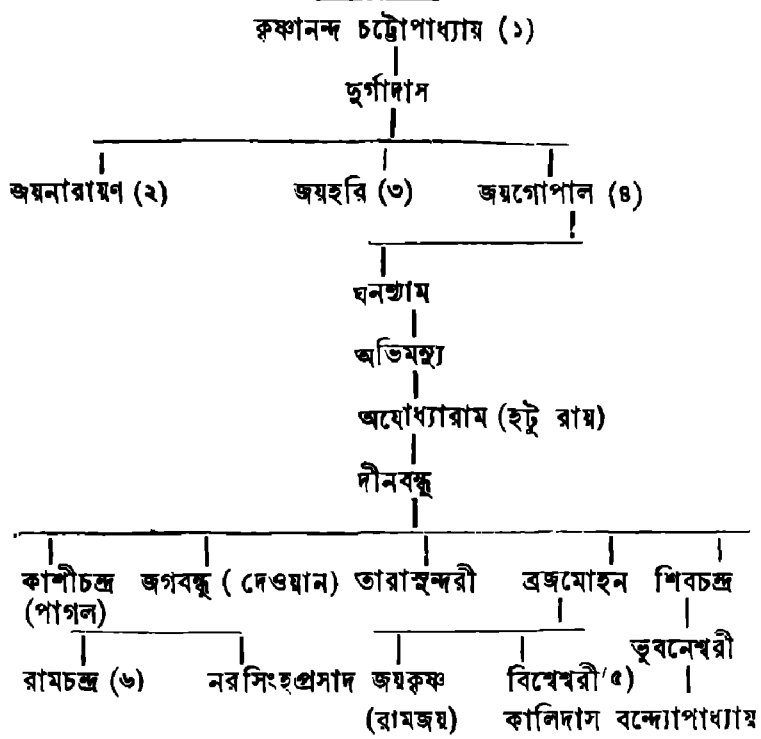 কৃষ্ণানন্দ চট্টোপাধ্যায় (১)
দুর্গাদাস
জয়নারায়ণ (২) জয়হরি (৩) জয়গোপাল (৪)
ঘনশ্যাম
অভিমন্যু
অযোধ্যারাম (হটু রায়)
দীনবন্ধু
কাশীচন্দ্র জগবন্ধু (দেওয়ান) তারাসুন্দরী ব্রজমোহন শিবচন্দ্র
(পাগল)
ভুবনেশ্বরী
রামচন্দ্র (৬) নরসিংহপ্রসাদ জয়কৃষ্ণ বিশ্বেশ্বরী'৫)
(রামজয়) কালিদাস বন্দ্যোপাধ্যায়